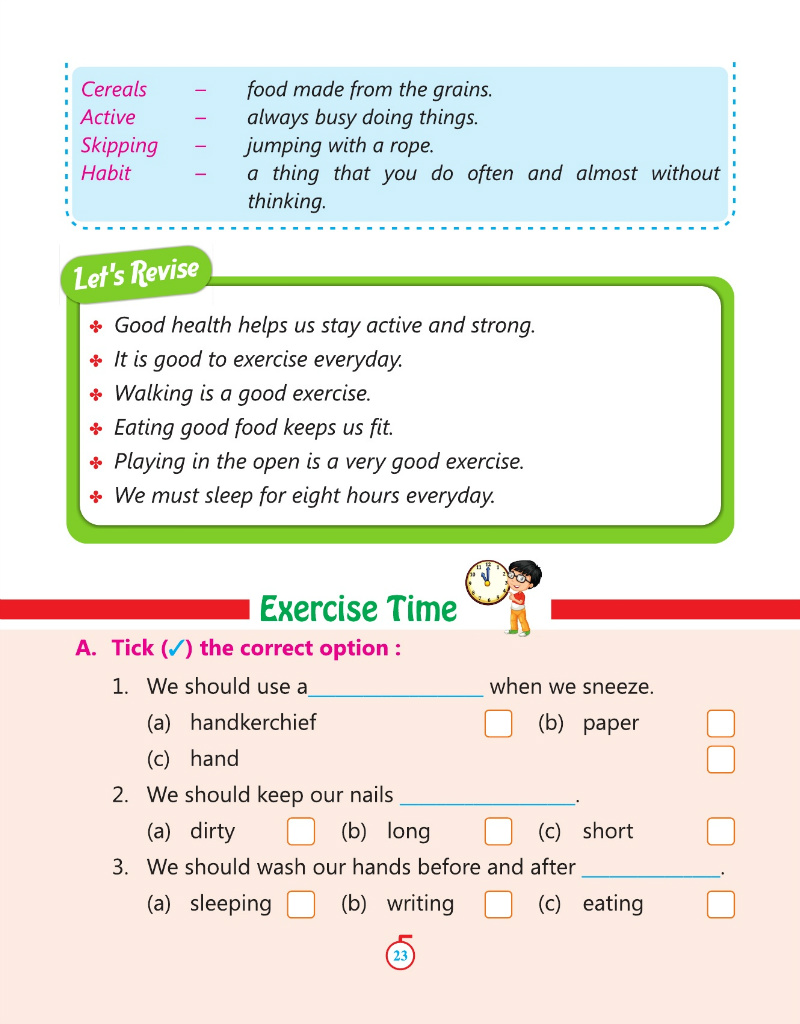 Cereals – food made from the grains.
Active – always busy doing things.
Skipping – jumping with a rope.
Habit – a thing that you do often and almost without
thinking.
Let's Revise
✤ Good health helps us stay active and strong.
✤ It is good to exercise everyday.
✤ Walking is a good exercise.
✤ Eating good food keeps us fit.
✤ Playing in the open is a very good exercise.
✤ We must sleep for eight hours everyday.
Exercise Time
A. Tick (✓) the correct option :
1. We should use a________________ when we sneeze.
(a) handkerchief (b) paper
(c) hand
2. We should keep our nails ________________.
(a) dirty (b) long (c) short
3. We should wash our hands before and after _____________.
(a) sleeping (b) writing (c) eating
23